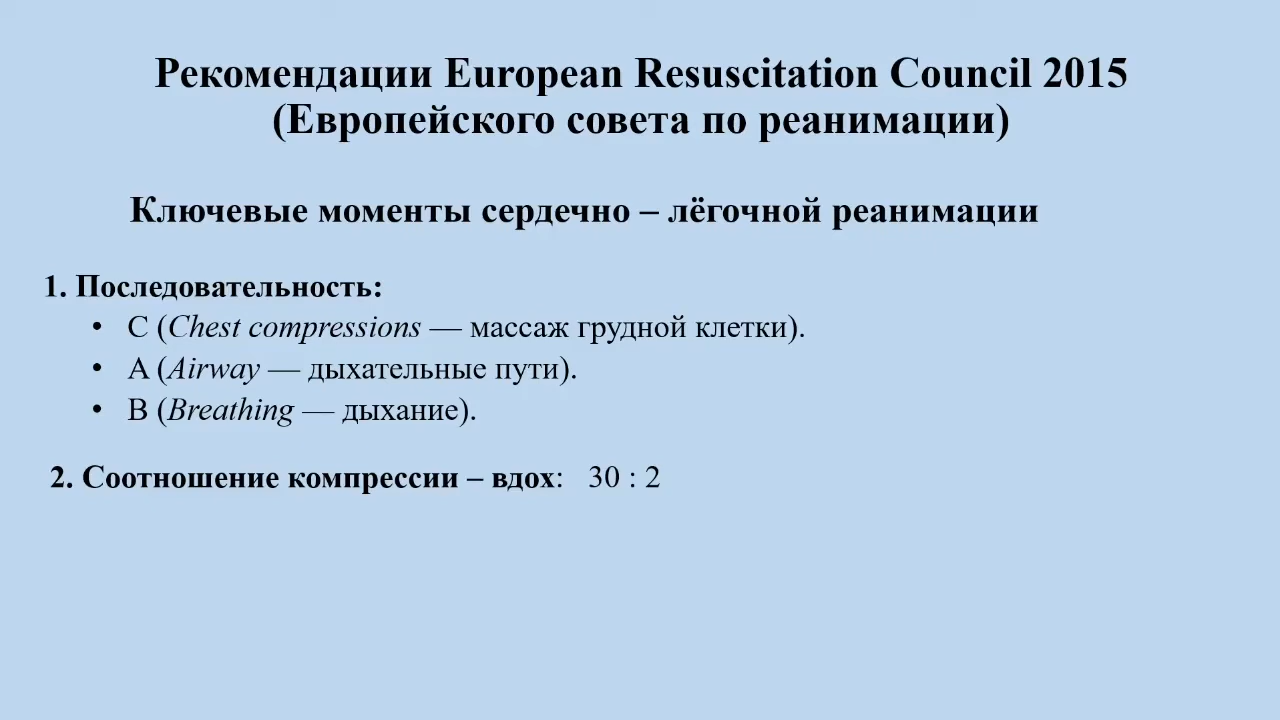 Рекомендации European Resuscitation Council 2015
(Европейского совета по реанимации)
Ключевые моменты сердечно – лёгочной реанимации
1. Последовательность:
• С (Chest compressions — массаж грудной клетки).
• А (Airway — дыхательные пути).
• В (Breathing — дыхание).
2. Соотношение компрессии – вдох: 30 : 2